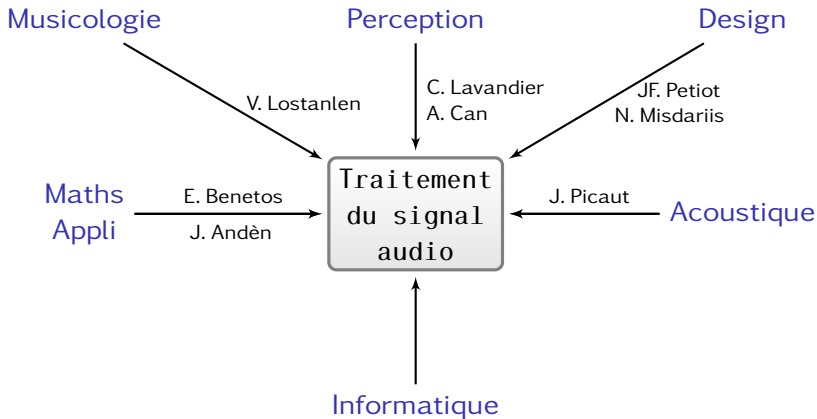 Musicologie
Perception
Design
V. Lostanlen
C. Lavandier
A. Can
JF. Petiot
N. Misdariis
Maths
Appli
E. Benetos
J. Andèn
Traitement
du signal
audio
J. Picaut
Acoustique
Informatique